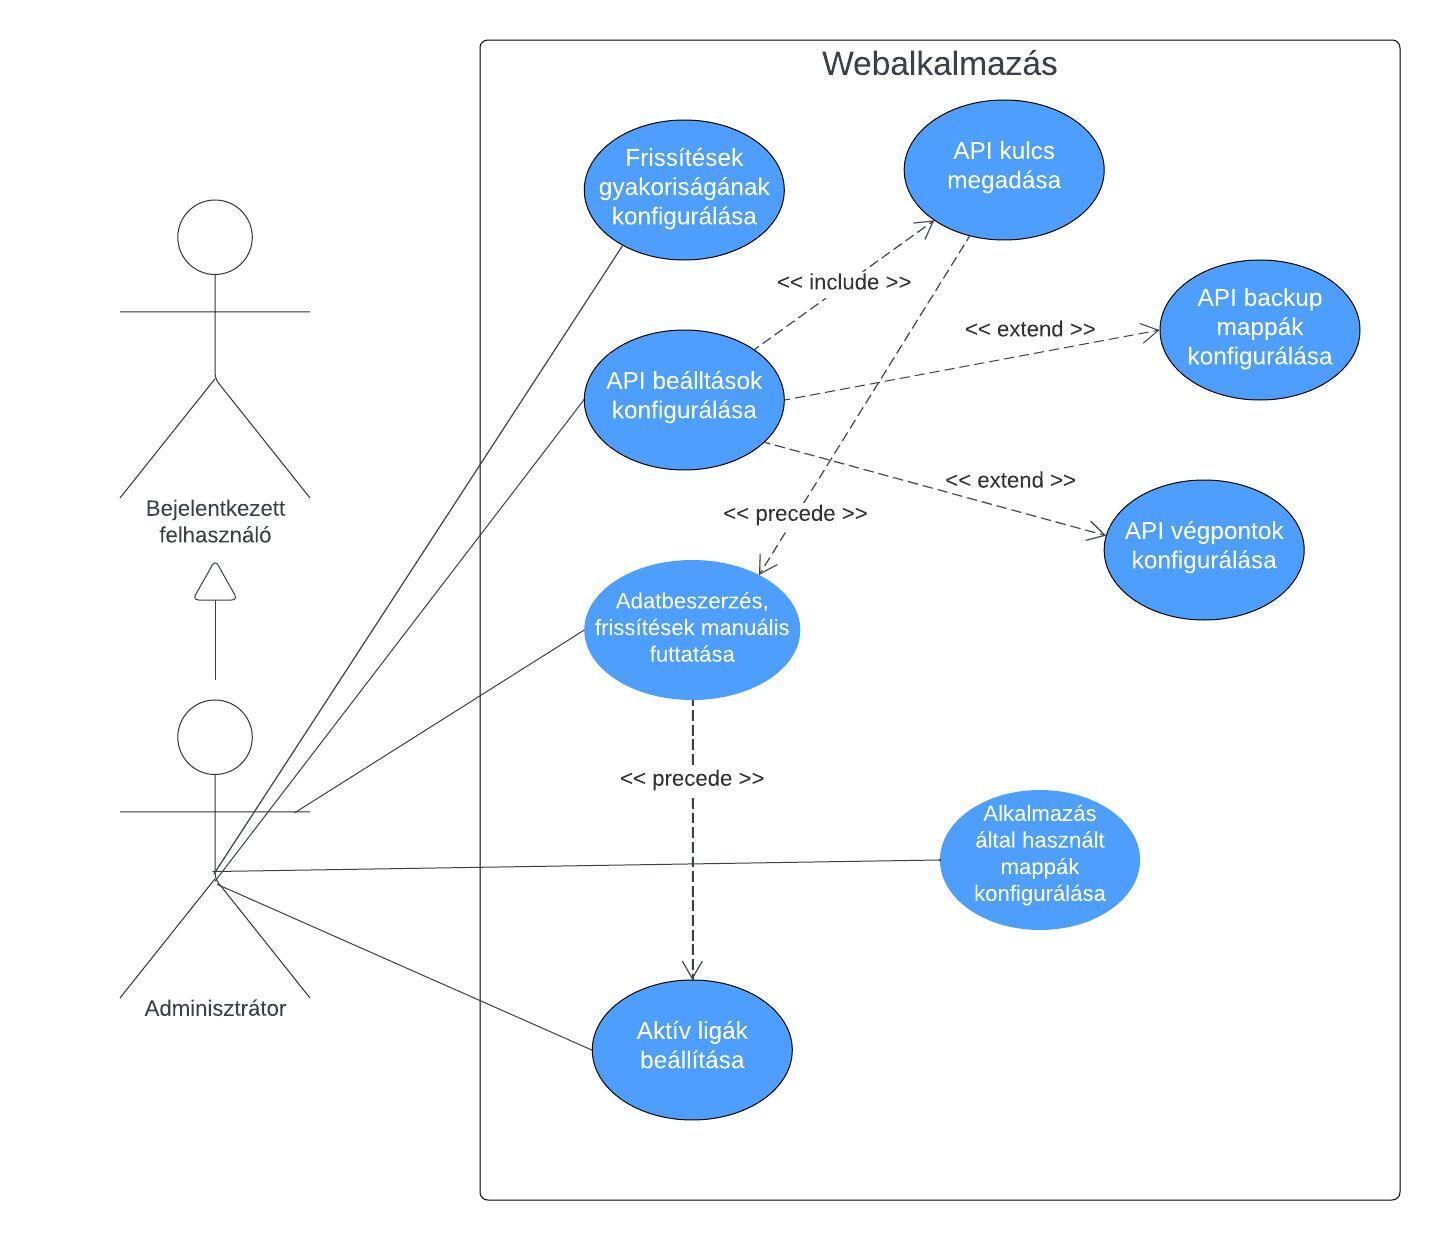 Webalkalmazás
Frissítések
gyakoriságának
konfigurálása
API kulcs
megadása
<< include >>
API backup
mappák
konfigurálása
<< extend >>
API beálltások
konfigurálása
<< extend >>
API végpontok
konfigurálása
<< precede >>
Bejelentkezett
felhasználó
Adatbeszerzés,
frissítések manuális
futtatása
<< precede >>
Alkalmazás
által használt
mappák
konfigurálása
Adminisztrátor
Aktív ligák
beállítása